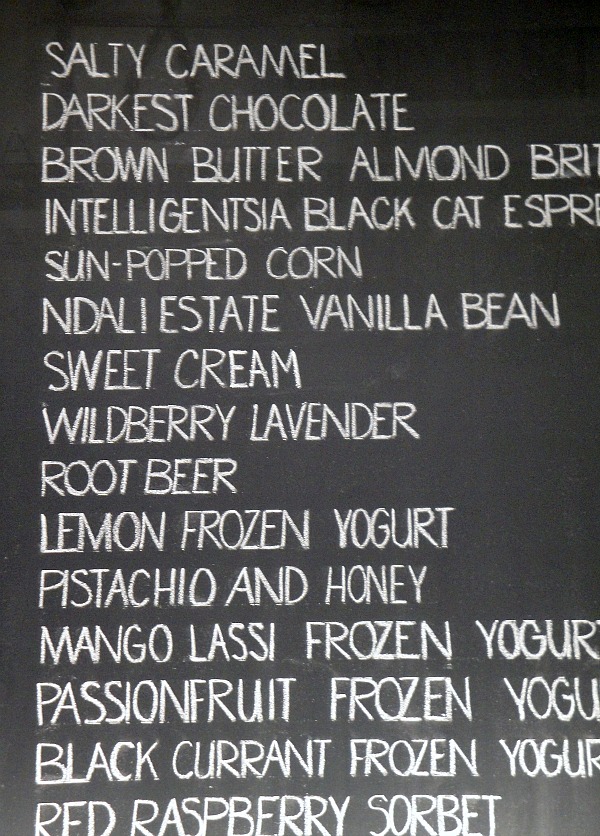 SALTY CARAMEL
DARKEST CHOCOLATE
BROWN BUTTER ALMOND BRIT
INTELLIGENTSIA BLACK CAT ESPRE
SUN-POPPED CORN
NDALI ESTATE VANILLA BEAN
SWEET CREAM
WILDBERRY LAVENDER
ROOT BEER
LEMON FROZEN YOGURT
PISTACHIO AND HONEY
MANGO LASSI FROZEN YOGURT
PASSIONFRUIT FROZEN YOGU
BLACK CURRANT FROZEN YOGUR
RED RASPBERRY SORBET